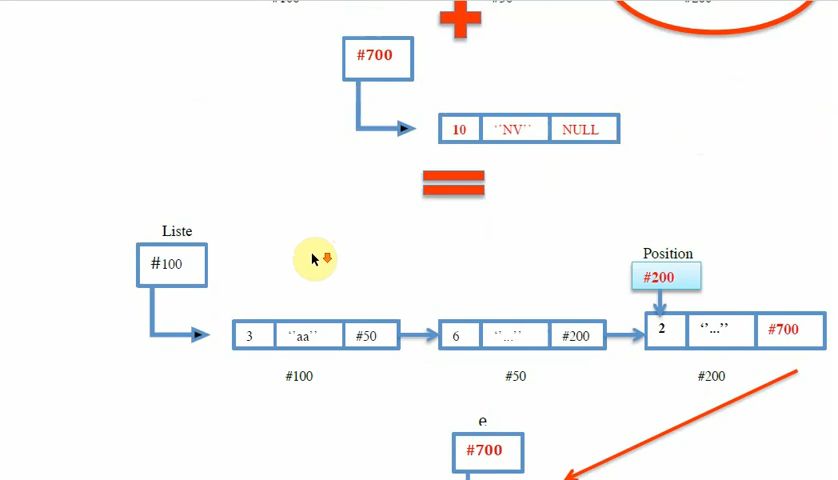 #700
10 ``NV´´ NULL
Liste
#100
Position
#200
3 ``aa´´ #50
6 ``...´´ #200
2 ``...´´ #700
#100
#50
#200
e
#700